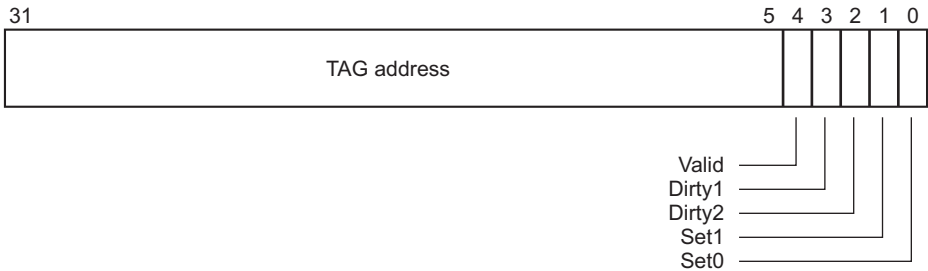 31 5 4 3 2 1 0
TAG address
Valid
Dirty1
Dirty2
Set1
Set0